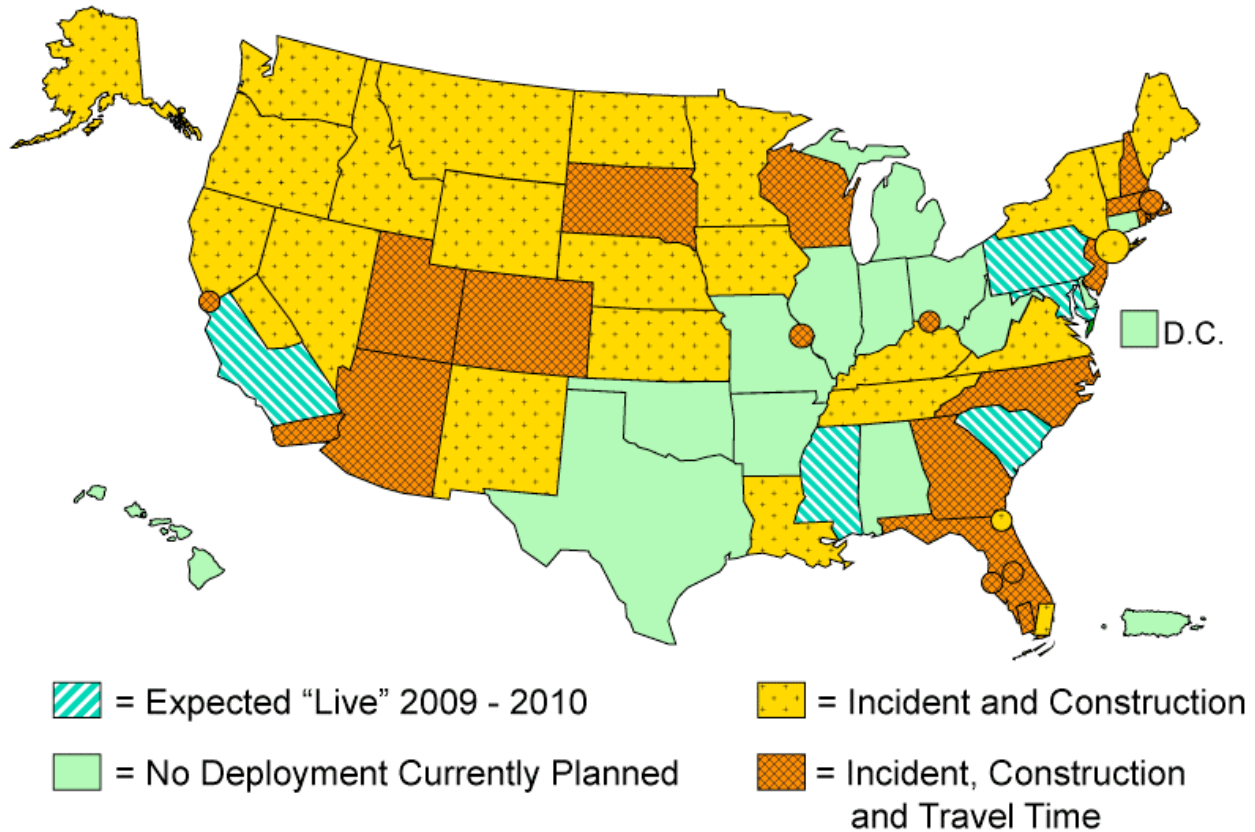 D.C.
= Expected “Live” 2009 - 2010
= Incident and Construction
= No Deployment Currently Planned
= Incident, Construction
and Travel Time